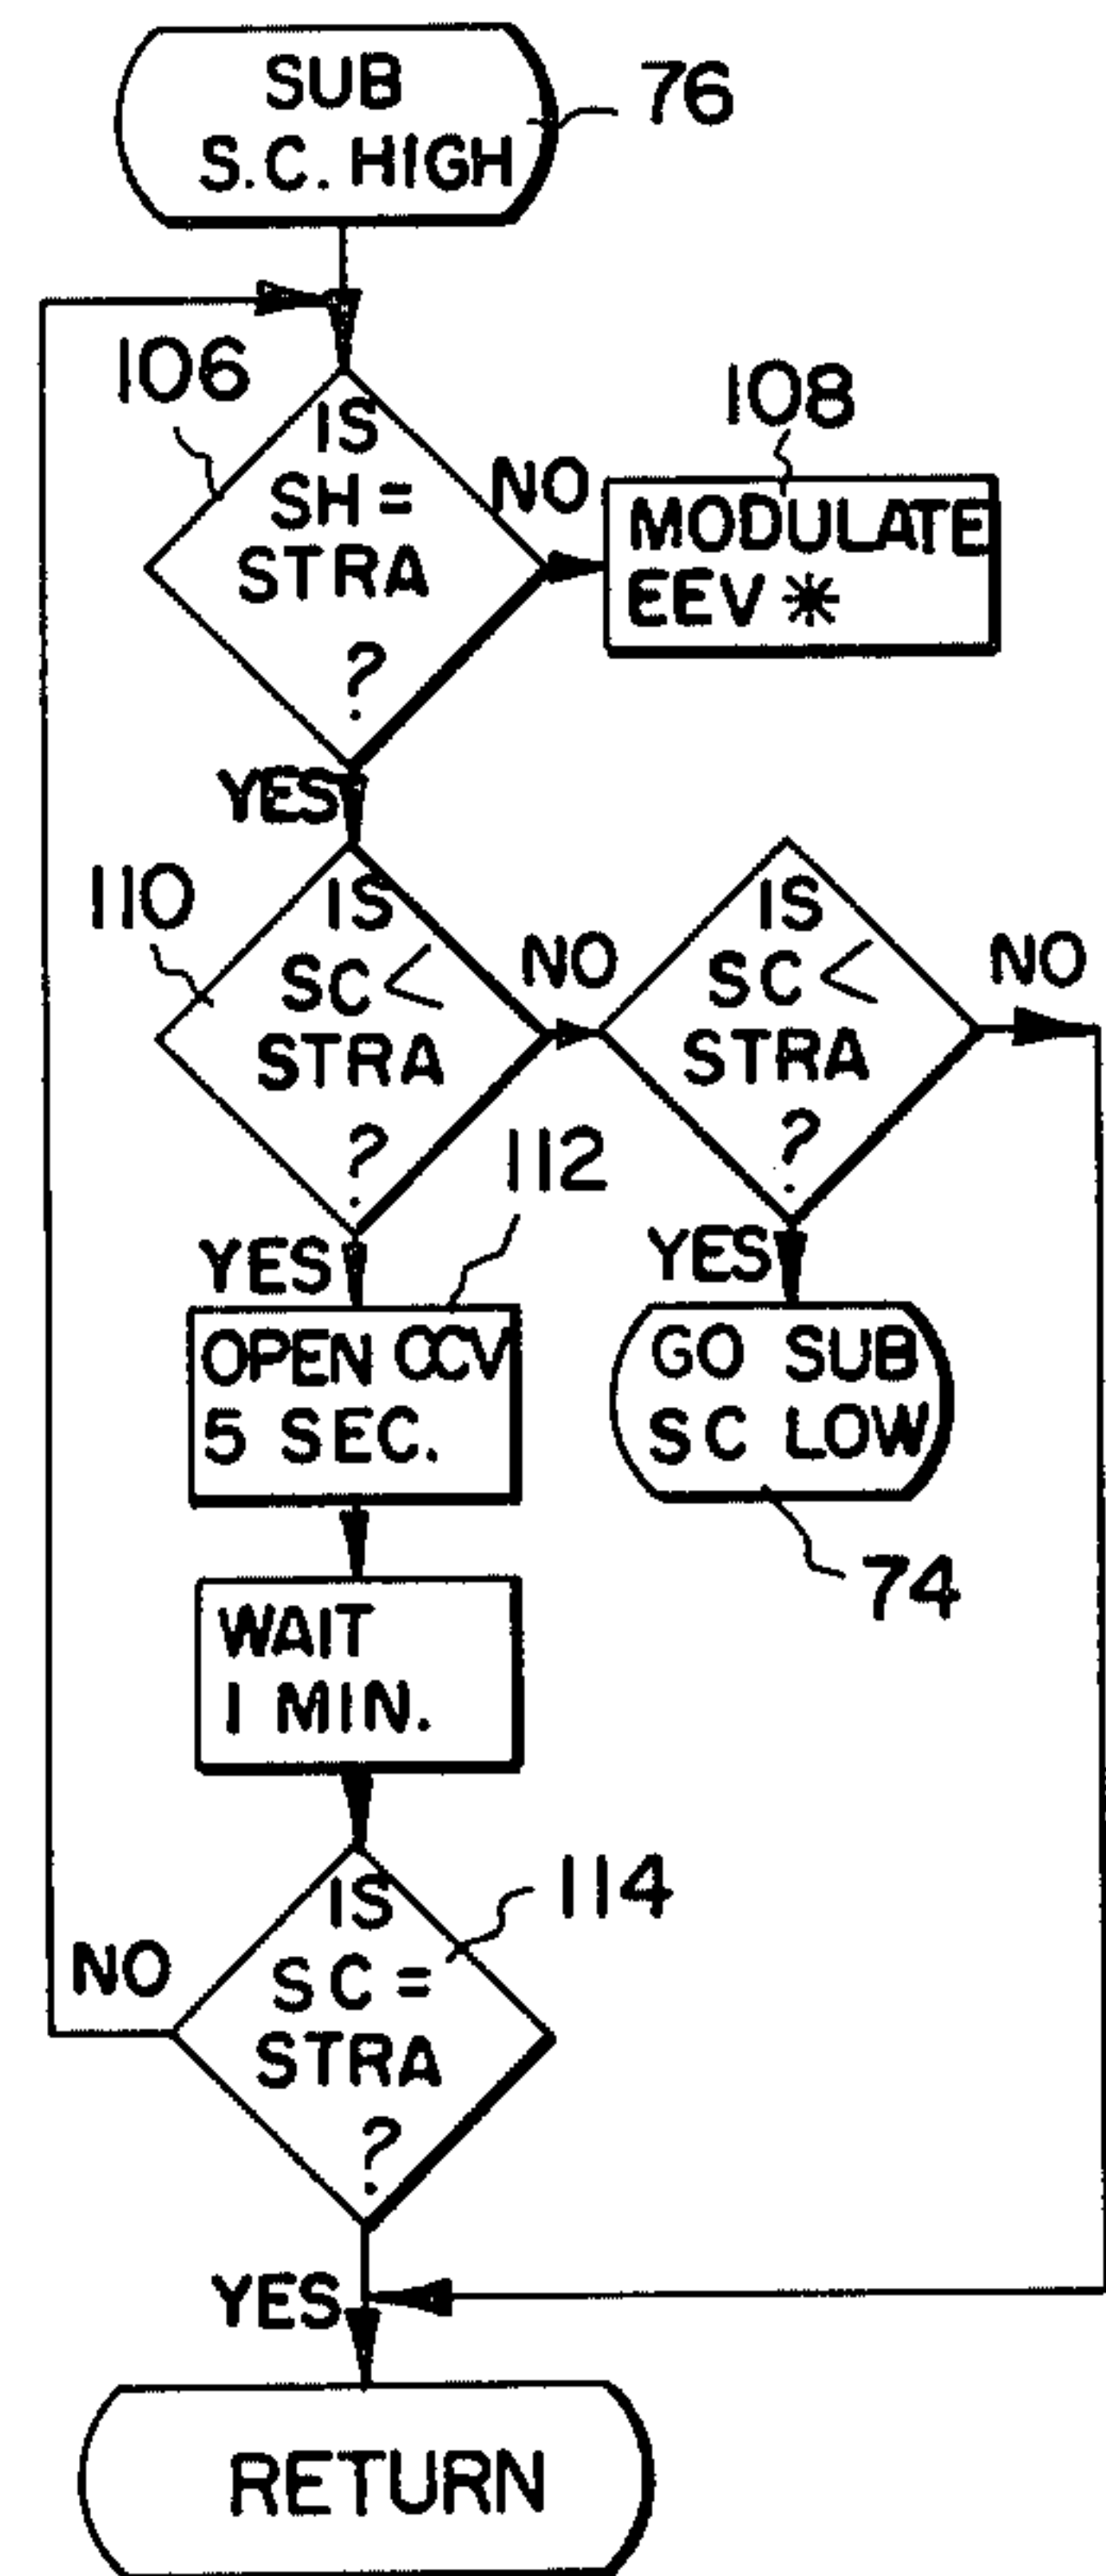 SUB
S.C. HIGH
76
106
IS
SH =
STRA
?
NO
108
MODULATE
EEV *
YES
110
IS
SC <
STRA
?
NO
IS
SC <
STRA
?
NO
112
YES
OPEN CCV
5 SEC.
YES
GO SUB
SC LOW
74
WAIT
1 MIN.
114
IS
SC =
STRA
?
NO
YES
RETURN